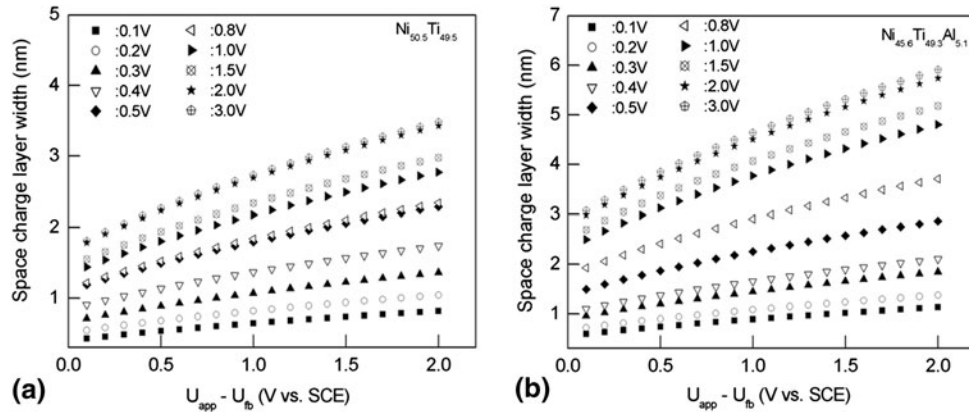 Ni50.5Ti49.5
:0.1V :0.8V
:0.2V :1.0V
:0.3V :1.5V
:0.4V :2.0V
:0.5V :3.0V
Space charge layer width (nm)
5
4
3
2
1
0.0 0.5 1.0 1.5 2.0
(a) Uapp - Ufb (V vs. SCE)
Ni45.6Ti49.3Al5.1
:0.1V :0.8V
:0.2V :1.0V
:0.3V :1.5V
:0.4V :2.0V
:0.5V :3.0V
Space charge layer width (nm)
7
6
5
4
3
2
1
0.0 0.5 1.0 1.5 2.0
(b) Uapp - Ufb (V vs. SCE)